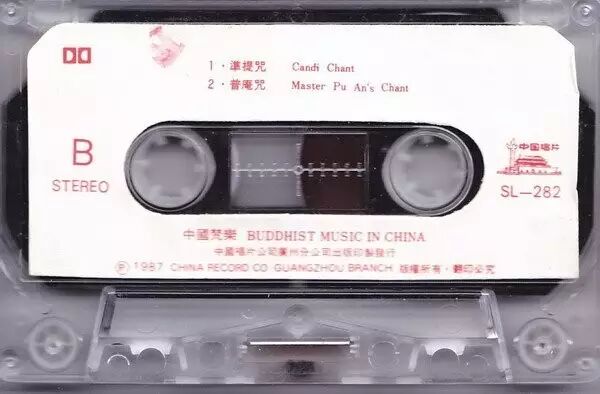 1 · 準提咒 Candi Chant
2 · 普庵咒 Master Pu An's Chant
B
STEREO
中国唱片
SL-282
中國梵樂 BUDDHIST MUSIC IN CHINA
中國唱片公司廣州分公司出版印製發行
Ⓟ 1987 CHINA RECORD CO GUANGZHOU BRANCH 版權所有·翻印必究